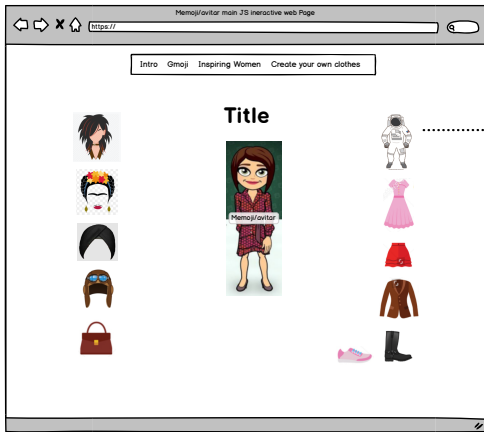 Memoji/avitar main JS ineractive web Page
https://
Intro Gmoji Inspiring Women Create your own clothes
Title
Memoji/avitar